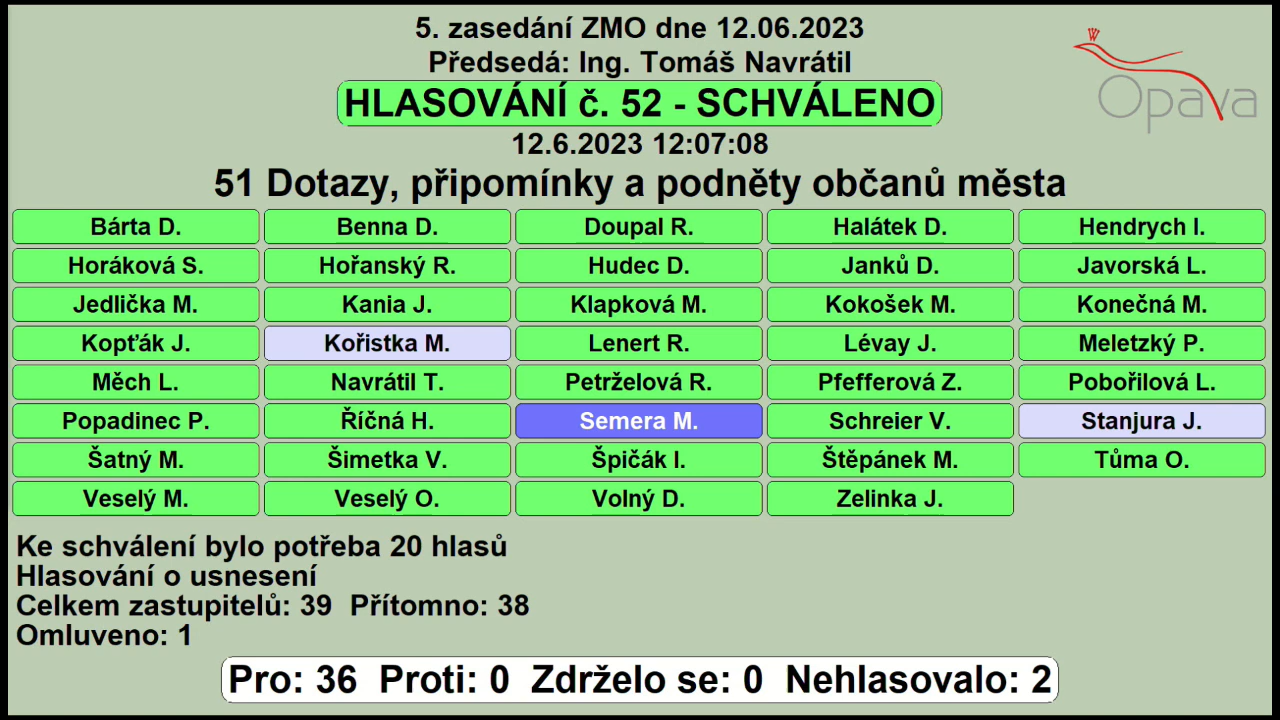 5. zasedání ZMO dne 12.06.2023
Předsedá: Ing. Tomáš Navrátil
Opava
HLASOVÁNÍ č. 52 - SCHVÁLENO
12.6.2023 12:07:08
51 Dotazy, připomínky a podněty občanů města
Bárta D. Benna D. Doupal R. Halátek D. Hendrych I.
Horáková S. Hořanský R. Hudec D. Janků D. Javorská L.
Jedlička M. Kania J. Klapková M. Kokošek M. Konečná M.
Kopťák J. Kořistka M. Lenert R. Lévay J. Meletzký P.
Měch L. Navrátil T. Petrželová R. Pfefferová Z. Pobořilová L.
Popadinec P. Říčná H. Semera M. Schreier V. Stanjura J.
Šatný M. Šimetka V. Špičák I. Štěpánek M. Tůma O.
Veselý M. Veselý O. Volný D. Zelinka J.
Ke schválení bylo potřeba 20 hlasů
Hlasování o usnesení
Celkem zastupitelů: 39 Přítomno: 38
Omluveno: 1
Pro: 36 Proti: 0 Zdrželo se: 0 Nehlasovalo: 2